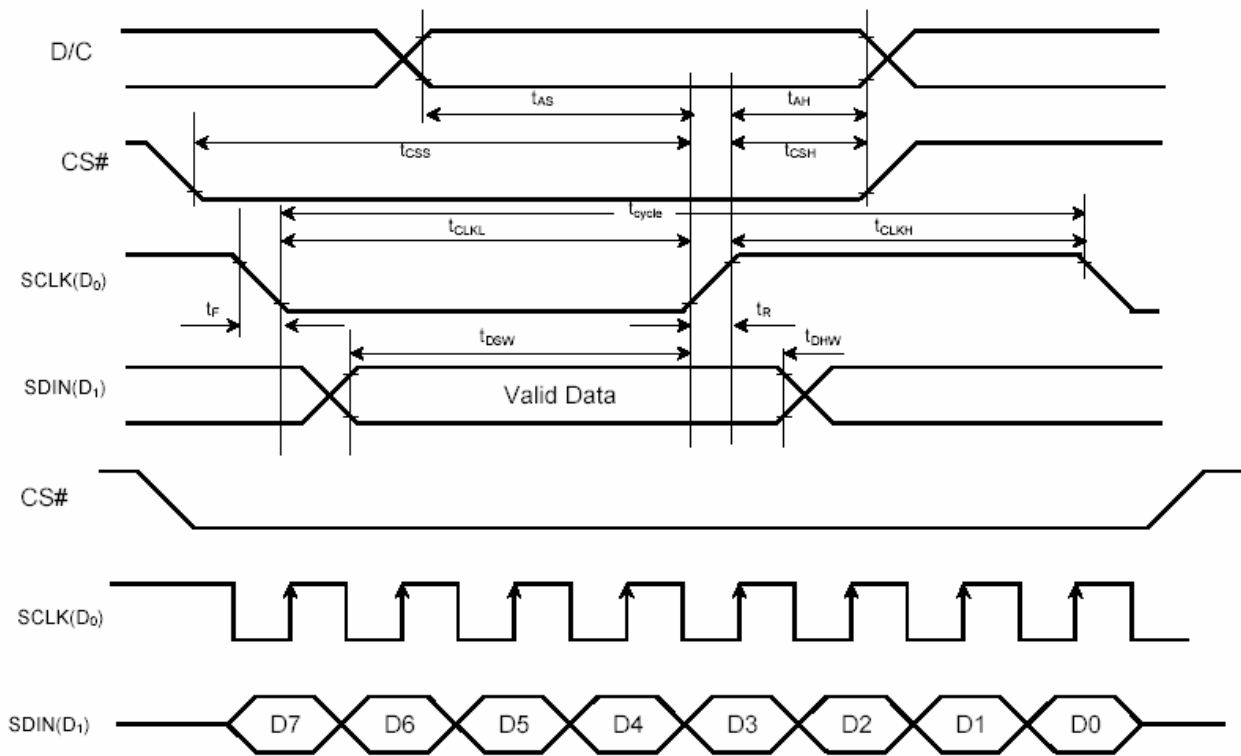 D/C
tAS
tAH
CS#
tCSS
tCSH
tcycle
tCLKL
tCLKH
SCLK(D0)
tF
tR
tDSW
tDHW
SDIN(D1)
Valid Data
CS#
SCLK(D0)
SDIN(D1)
D7 D6 D5 D4 D3 D2 D1 D0